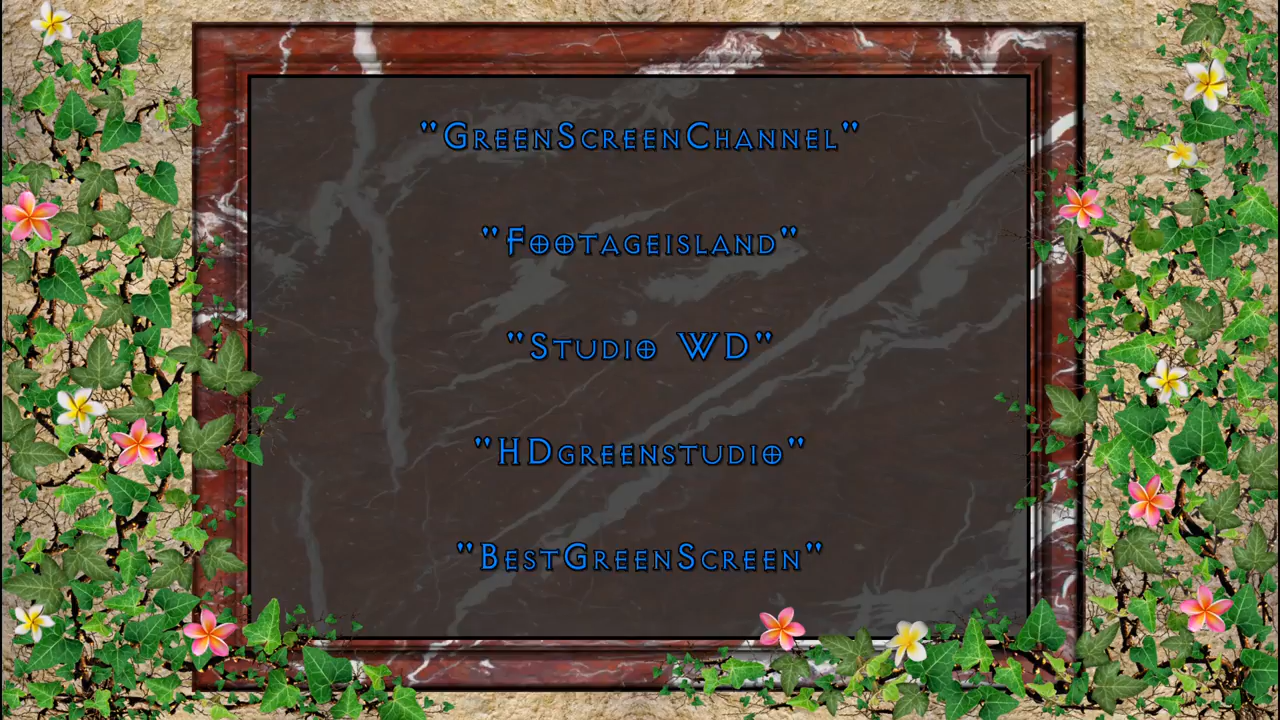 "GreenScreenChannel"
"Footageisland"
"Studio WD"
"HDgreenstudio"
"BestGreenScreen"